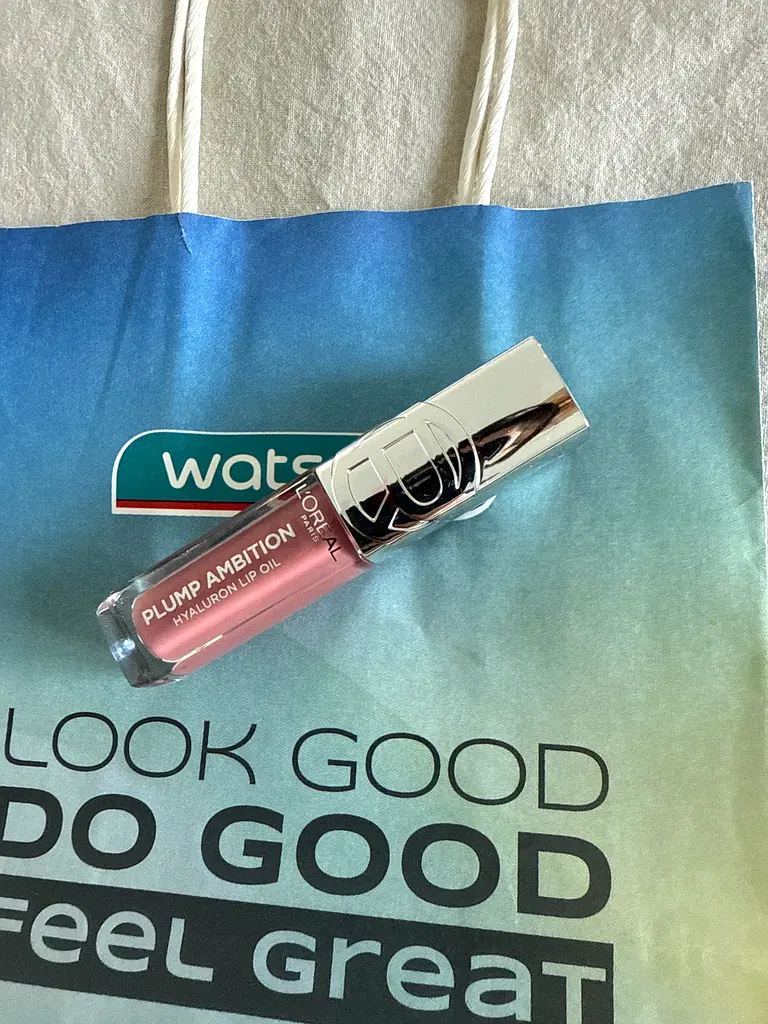 wats
L'ORÉAL
PARIS
PLUMP AMBITION
HYALURON LIP OIL
LOOK GOOD
DO GOOD
FeeL GreaT